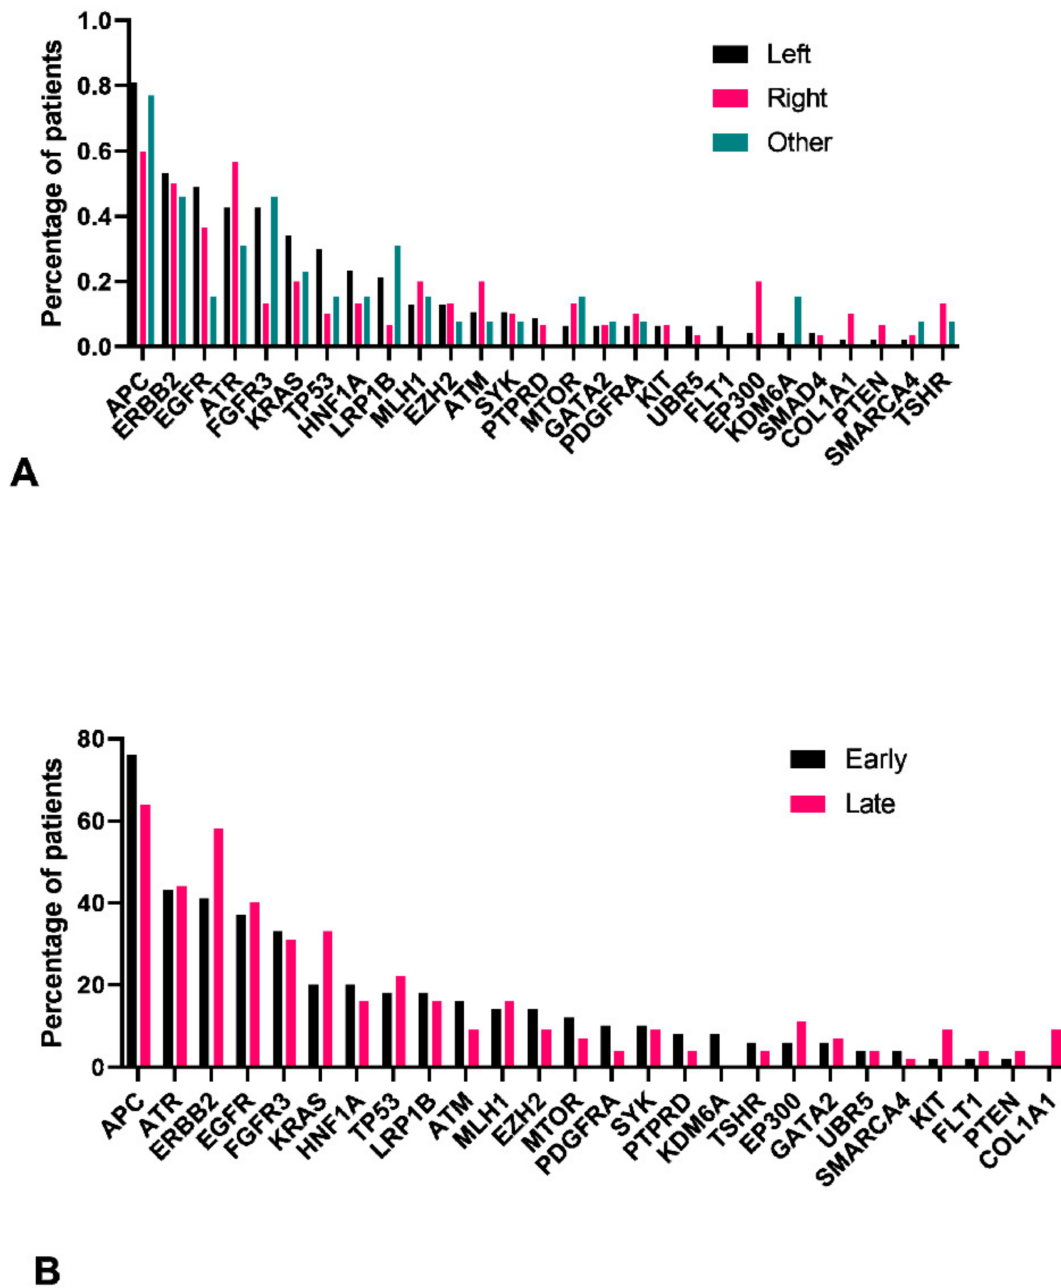 Percentage of patients
1.0
0.8
0.6
0.4
0.2
0.0
Left
Right
Other
APC
ERBB2
EGFR
ATR
FGFR3
KRAS
TP53
HNF1A
LRP1B
MLH1
EZH2
ATM
SYK
PTPRD
MTOR
GATA2
PDGFRA
KIT
UBR5
FLT1
EP300
KDM6A
SMAD4
COL1A1
PTEN
SMARCA4
TSHR
A
Percentage of patients
80
60
40
20
0
Early
Late
APC
ATR
ERBB2
EGFR
FGFR3
KRAS
HNF1A
TP53
LRP1B
ATM
MLH1
EZH2
MTOR
PDGFRA
SYK
PTPRD
KDM6A
TSHR
EP300
GATA2
UBR5
SMARCA4
KIT
FLT1
PTEN
COL1A1
B